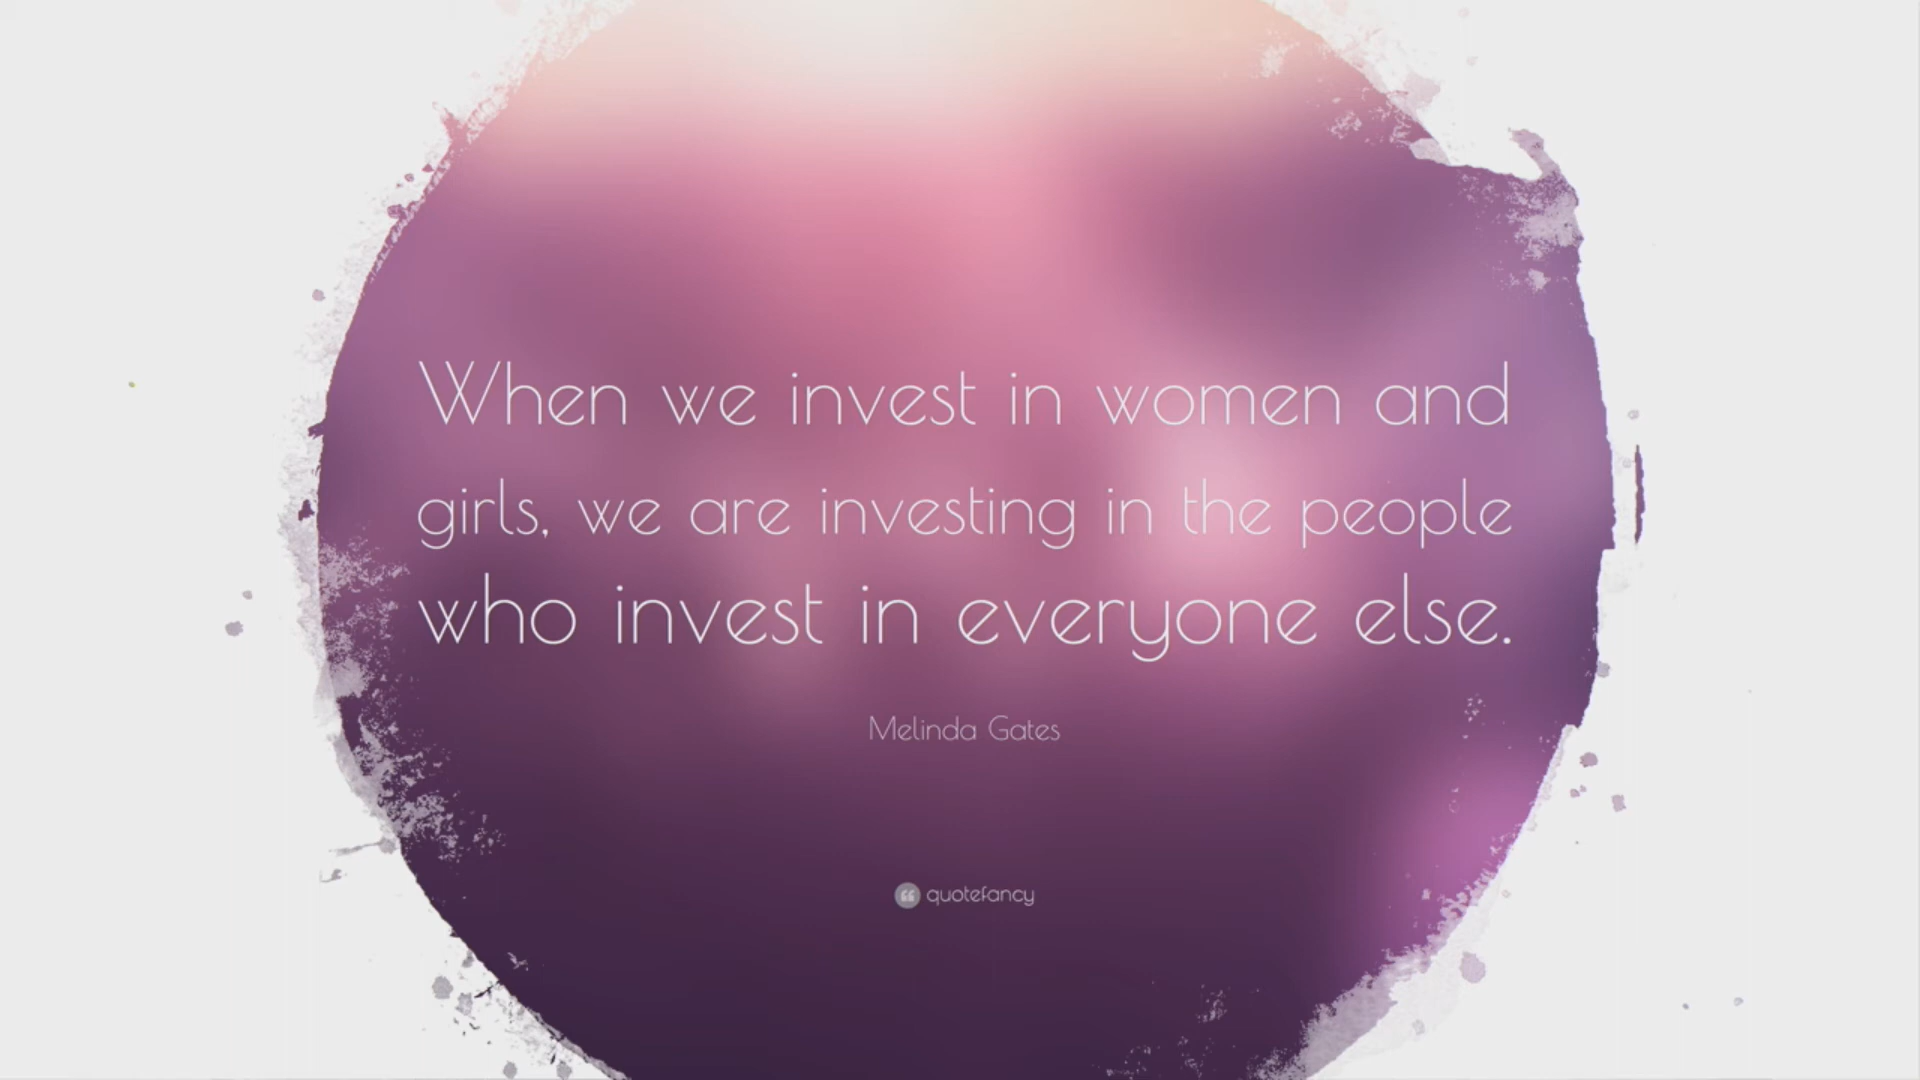 When we invest in women and
girls, we are investing in the people
who invest in everyone else.
Melinda Gates
quotefancy